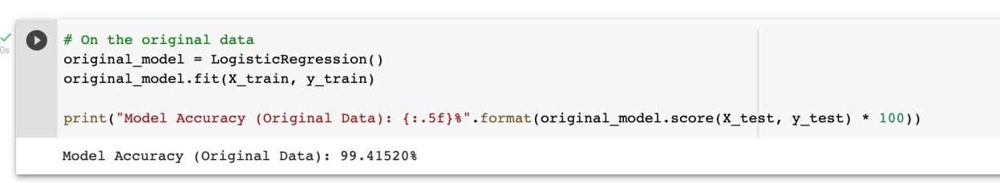 # On the original data
original_model = LogisticRegression()
original_model.fit(X_train, y_train)
print("Model Accuracy (Original Data): {:.5f}%".format(original_model.score(X_test, y_test) * 100))
0s
Model Accuracy (Original Data): 99.41520%